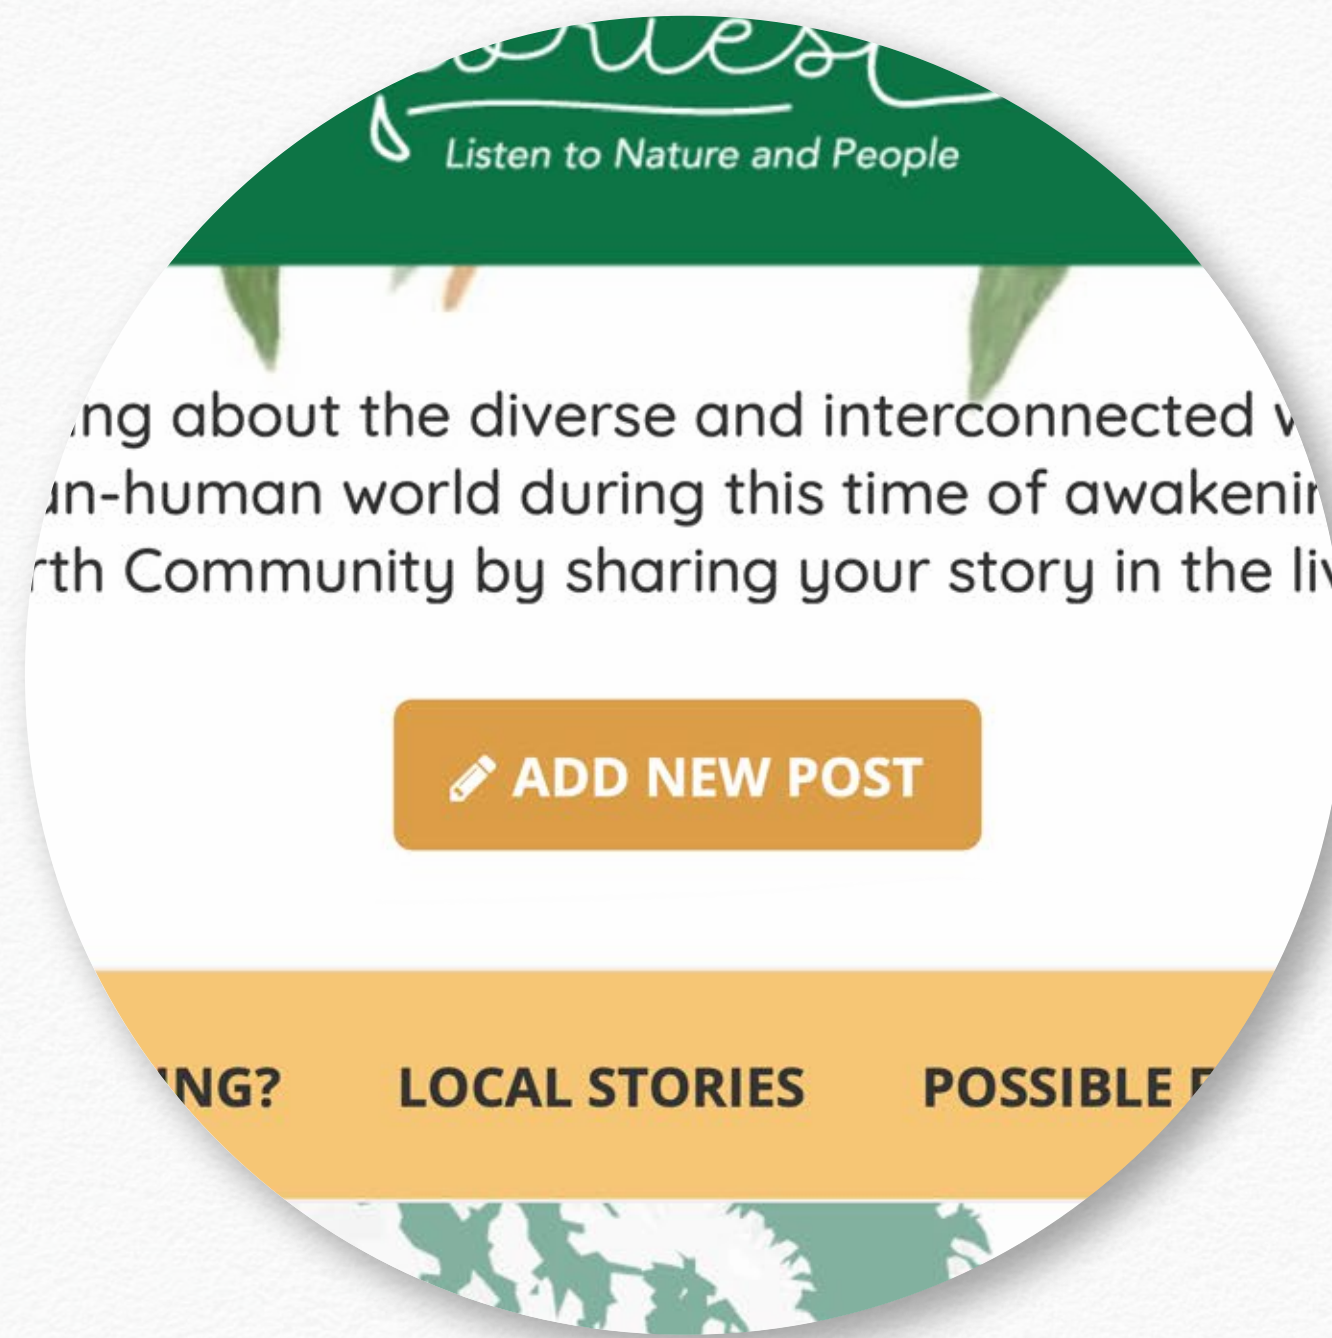 Listen to Nature and People
about the diverse and interconnected
world during this time of
Community by sharing your story in the
ADD NEW POST
LOCAL STORIES POSSIBLE